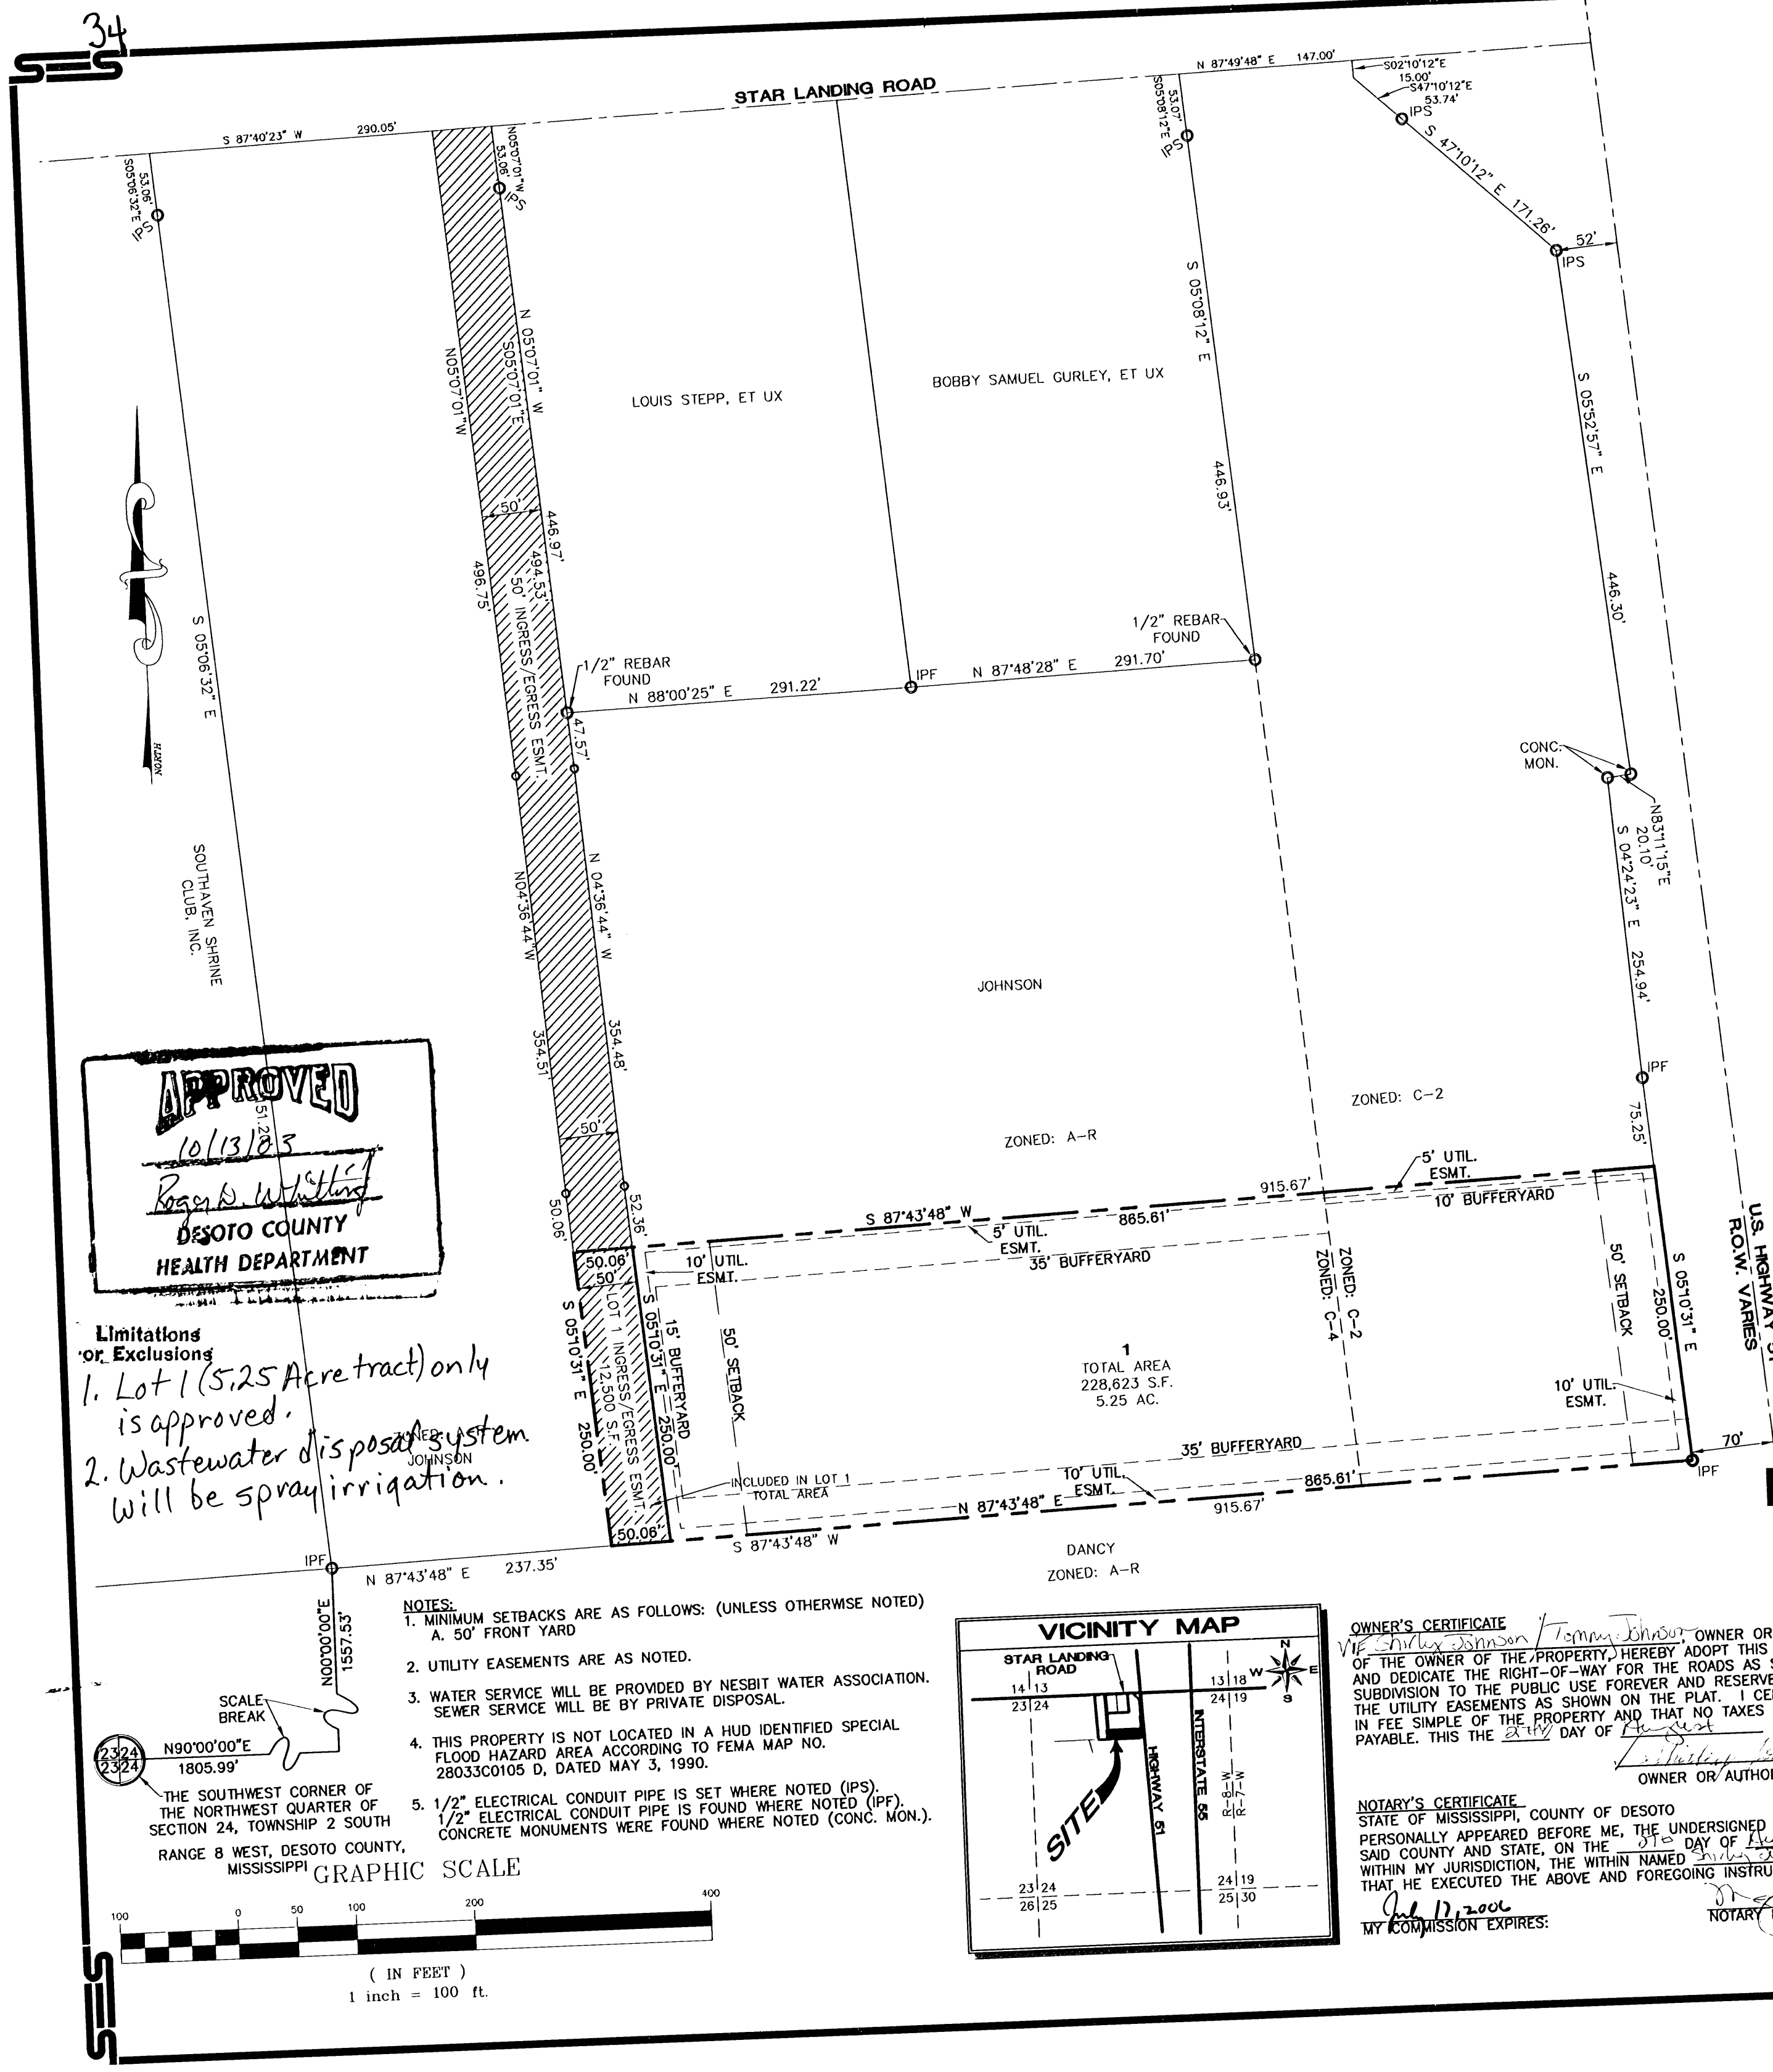 34
SES
STAR LANDING ROAD
S 87°40'23" W 290.05'
N 87°49'48" E 147.00'
S02°10'12"E
15.00'
S47°10'12"E
53.74'
IPS
S 47°10'12" E 171.26'
52'
IPS
S05°06'32"E
53.06'
IPS
N05°07'01"W
53.06'
IPS
S05°08'12"E
53.07'
IPS
S 05°08'12" E 446.93'
S 05°52'57" E 446.30'
N 05°07'01" W 446.97'
S05°07'01"E 494.53'
N05°07'01"W 496.75'
50'
50' INGRESS/EGRESS ESMT.
LOUIS STEPP, ET UX
BOBBY SAMUEL GURLEY, ET UX
S 05°06'32" E
NORTH
1/2" REBAR
FOUND
1/2" REBAR
FOUND
N 88°00'25" E 291.22'
IPF
N 87°48'28" E 291.70'
47.57'
CONC.
MON.
N83°11'15"E
20.10'
S 04°24'23" E 254.94'
IPF
75.25'
SOUTHAVEN SHRINE
CLUB, INC.
N04°36'44"W 354.51'
N 04°36'44" W 354.48'
50'
JOHNSON
ZONED: C-2
ZONED: A-R
APPROVED
51.20
10/13/03
Roger D. Whitting
DESOTO COUNTY
HEALTH DEPARTMENT
50.06'
52.36'
S 87°43'48" W
915.67'
865.61'
5' UTIL.
ESMT.
10' BUFFERYARD
5' UTIL.
ESMT.
35' BUFFERYARD
10' UTIL.
ESMT.
50.06'
50'
S 05°10'31" E 250.00'
LOT 1 INGRESS/EGRESS ESMT.
12,500 S.F.
S 05°10'31" E 250.00'
15' BUFFERYARD
50' SETBACK
ZONED: C-2
ZONED: C-4
50' SETBACK
250.00'
S 05°10'31" E
U.S. HIGHWAY 51
R.O.W. VARIES
1
TOTAL AREA
228,623 S.F.
5.25 AC.
10' UTIL.
ESMT.
35' BUFFERYARD
70'
IPF
INCLUDED IN LOT 1
TOTAL AREA
10' UTIL.
ESMT.
865.61'
N 87°43'48" E
915.67'
50.06'
S 87°43'48" W
DANCY
ZONED: A-R
Limitations
or Exclusions
1. Lot 1 (5.25 Acre tract) only
is approved.
2. Wastewater disposal system
will be spray irrigation.
ZONED: A-R
JOHNSON
IPF
N 87°43'48" E 237.35'
N00°00'00"E
1557.53'
SCALE
BREAK
N90°00'00"E
1805.99'
23 24
23 24
THE SOUTHWEST CORNER OF
THE NORTHWEST QUARTER OF
SECTION 24, TOWNSHIP 2 SOUTH
RANGE 8 WEST, DESOTO COUNTY,
MISSISSIPPI
NOTES:
1. MINIMUM SETBACKS ARE AS FOLLOWS: (UNLESS OTHERWISE NOTED)
A. 50' FRONT YARD
2. UTILITY EASEMENTS ARE AS NOTED.
3. WATER SERVICE WILL BE PROVIDED BY NESBIT WATER ASSOCIATION.
SEWER SERVICE WILL BE BY PRIVATE DISPOSAL.
4. THIS PROPERTY IS NOT LOCATED IN A HUD IDENTIFIED SPECIAL
FLOOD HAZARD AREA ACCORDING TO FEMA MAP NO.
28033C0105 D, DATED MAY 3, 1990.
5. 1/2" ELECTRICAL CONDUIT PIPE IS SET WHERE NOTED (IPS).
1/2" ELECTRICAL CONDUIT PIPE IS FOUND WHERE NOTED (IPF).
CONCRETE MONUMENTS WERE FOUND WHERE NOTED (CONC. MON.).
GRAPHIC SCALE
100 0 50 100 200 400
( IN FEET )
1 inch = 100 ft.
VICINITY MAP
STAR LANDING
ROAD
N
W E
S
14 13
23 24
13 18
24 19
INTERSTATE 55
HIGHWAY 51
R-8-W
R-7-W
SITE
23 24
26 25
24 19
25 30
OWNER'S CERTIFICATE
Shirley Johnson / Tommy Johnson, OWNER OR
OF THE OWNER OF THE PROPERTY, HEREBY ADOPT THIS
AND DEDICATE THE RIGHT-OF-WAY FOR THE ROADS AS S
SUBDIVISION TO THE PUBLIC USE FOREVER AND RESERVE
THE UTILITY EASEMENTS AS SHOWN ON THE PLAT. I CE
IN FEE SIMPLE OF THE PROPERTY AND THAT NO TAXES
PAYABLE. THIS THE DAY OF August
OWNER OR AUTHOR
NOTARY'S CERTIFICATE
STATE OF MISSISSIPPI, COUNTY OF DESOTO
PERSONALLY APPEARED BEFORE ME, THE UNDERSIGNED
SAID COUNTY AND STATE, ON THE DAY OF
WITHIN MY JURISDICTION, THE WITHIN NAMED
THAT HE EXECUTED THE ABOVE AND FOREGOING INSTRU
July 17, 2006
MY COMMISSION EXPIRES:
NOTARY
SES